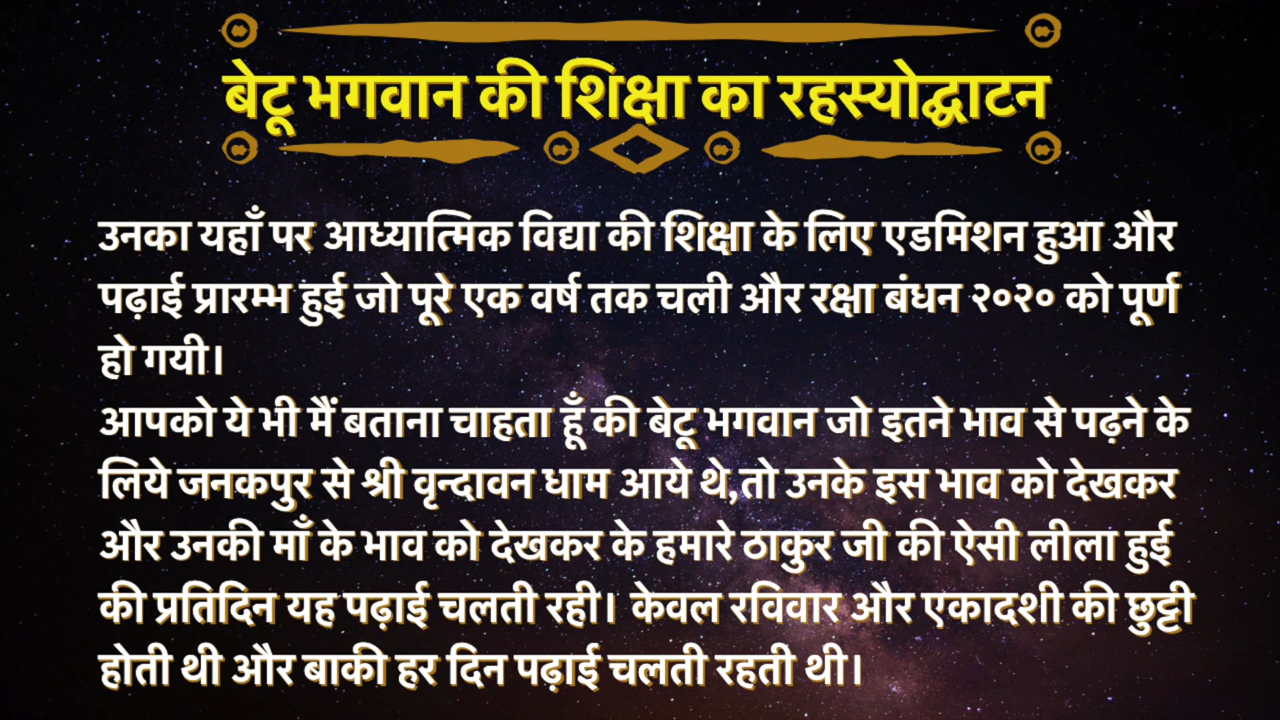 बेटू भगवान की शिक्षा का रहस्योद्घाटन
उनका यहाँ पर आध्यात्मिक विद्या की शिक्षा के लिए एडमिशन हुआ और
पढ़ाई प्रारम्भ हुई जो पूरे एक वर्ष तक चली और रक्षा बंधन २०२० को पूर्ण
हो गयी।
आपको ये भी मैं बताना चाहता हूँ की बेटू भगवान जो इतने भाव से पढ़ने के
लिये जनकपुर से श्री वृन्दावन धाम आये थे,तो उनके इस भाव को देखकर
और उनकी माँ के भाव को देखकर के हमारे ठाकुर जी की ऐसी लीला हुई
की प्रतिदिन यह पढ़ाई चलती रही। केवल रविवार और एकादशी की छुट्टी
होती थी और बाकी हर दिन पढ़ाई चलती रहती थी।